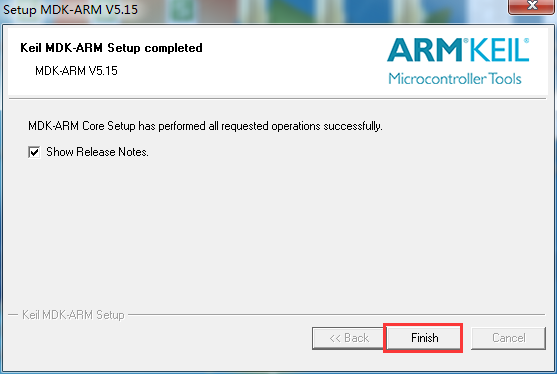 Setup MDK-ARM V5.15
Keil MDK-ARM Setup completed
MDK-ARM V5.15
ARM®KEIL®
Microcontroller Tools
MDK-ARM Core Setup has performed all requested operations successfully.
Show Release Notes.
Keil MDK-ARM Setup
<< Back
Finish
Cancel